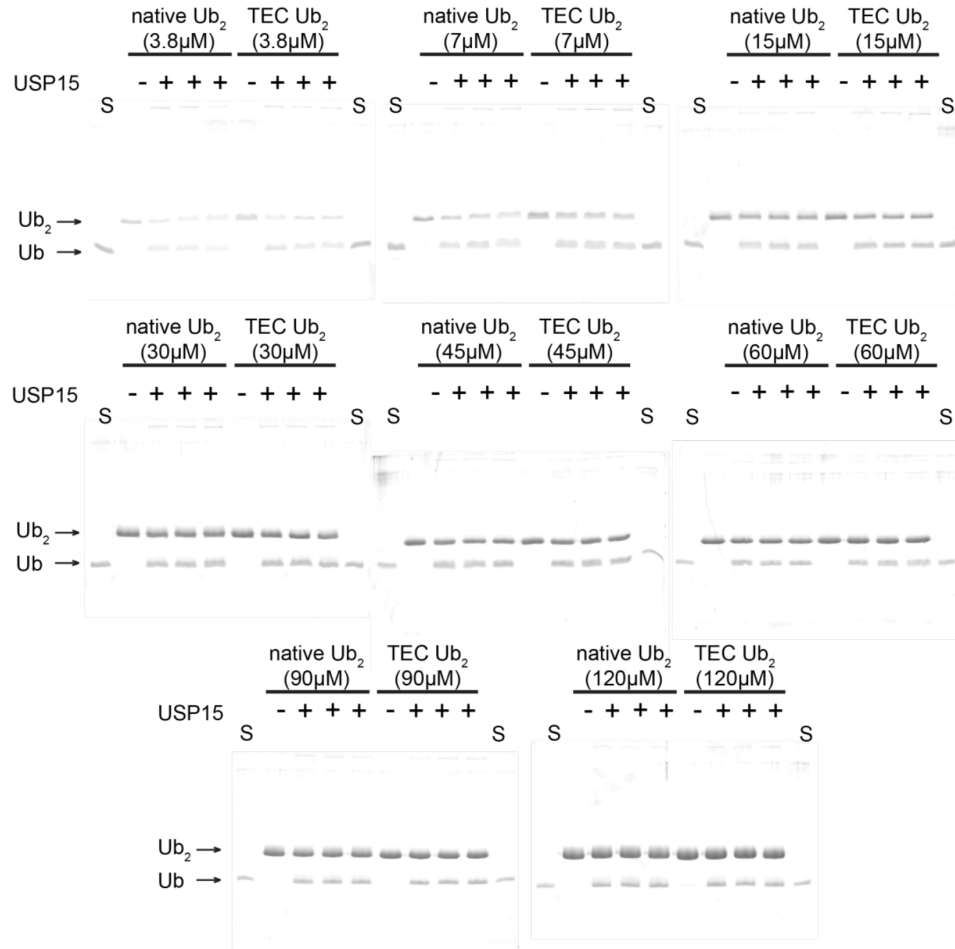 native Ub2 TEC Ub2 native Ub2 TEC Ub2 native Ub2 TEC Ub2
(3.8µM) (3.8µM) (7µM) (7µM) (15µM) (15µM)
USP15 - + + + - + + + - + + + - + + + - + + + - + + +
S S S S S S
Ub2 →
Ub →
native Ub2 TEC Ub2 native Ub2 TEC Ub2 native Ub2 TEC Ub2
(30µM) (30µM) (45µM) (45µM) (60µM) (60µM)
USP15 - + + + - + + + - + + + - + + + - + + + - + + +
S S S S S S
Ub2 →
Ub →
native Ub2 TEC Ub2 native Ub2 TEC Ub2
(90µM) (90µM) (120µM) (120µM)
USP15 - + + + - + + + - + + + - + + +
S S S S
Ub2 →
Ub →